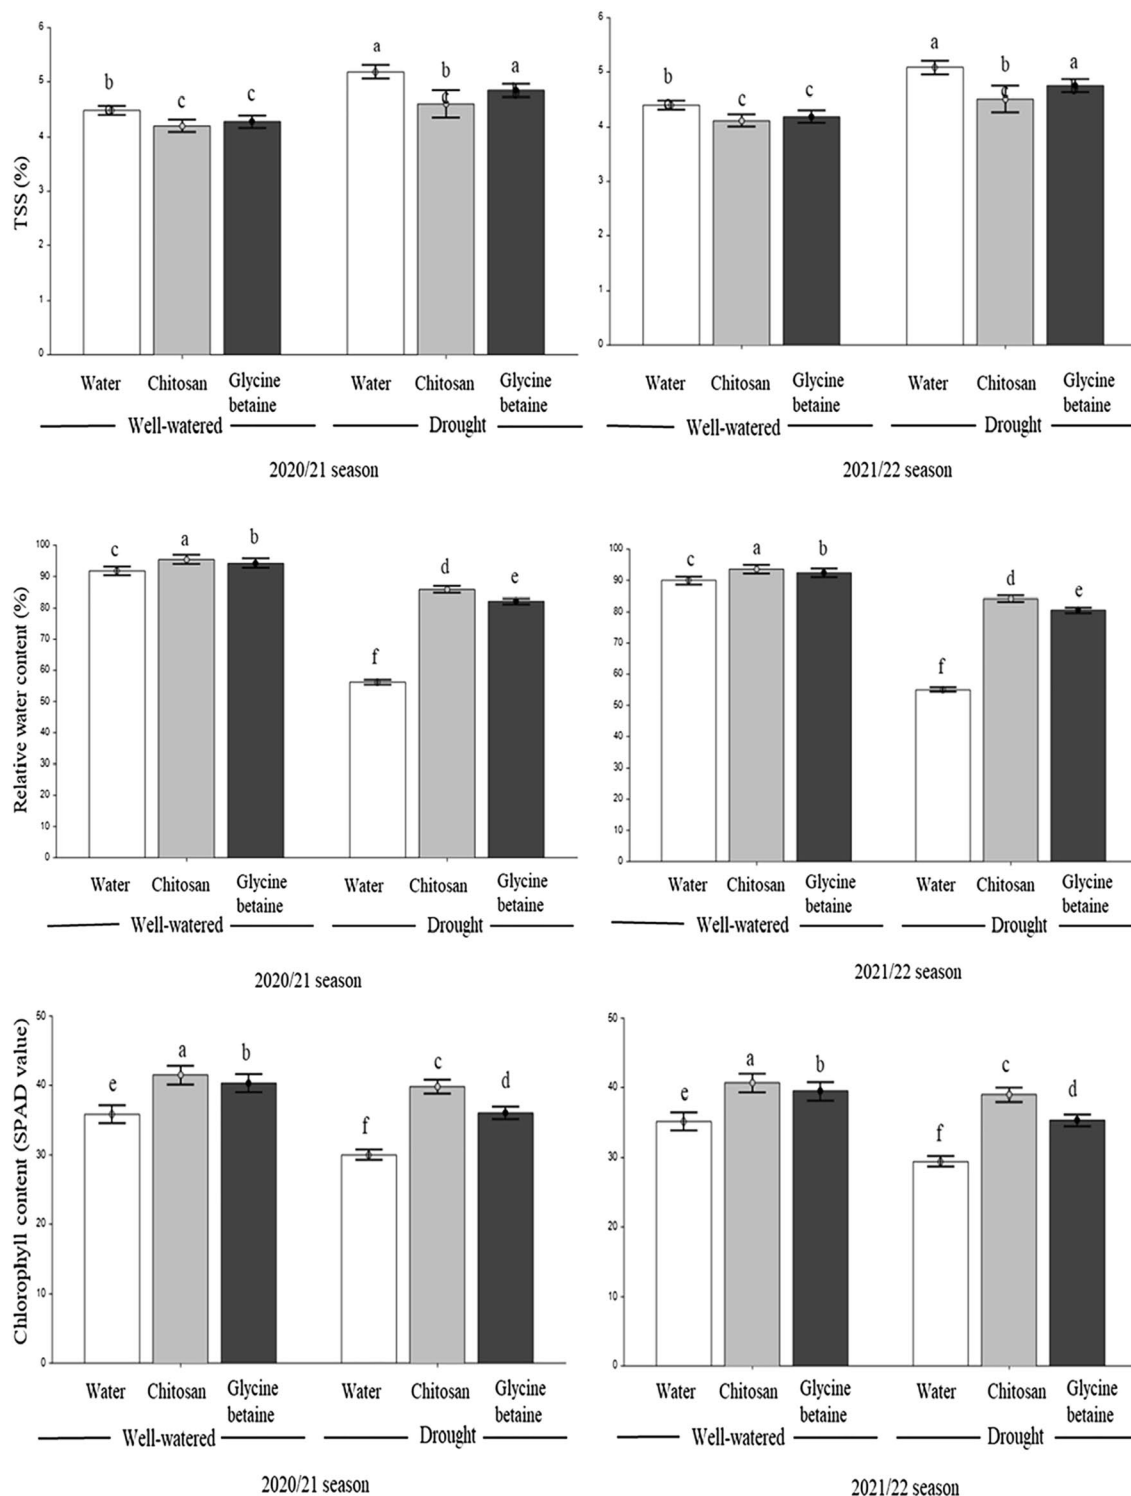 TSS (%)
6
5
4
3
2
1
0
b
c
c
a
b
c
a
Water
Chitosan
Glycine
betaine
Water
Chitosan
Glycine
betaine
Well-watered
Drought
2020/21 season
6
5
4
3
2
1
0
b
c
c
a
b
c
a
Water
Chitosan
Glycine
betaine
Water
Chitosan
Glycine
betaine
Well-watered
Drought
2021/22 season
Relative water content (%)
100
90
80
70
60
50
40
30
20
10
0
c
a
b
f
d
e
Water
Chitosan
Glycine
betaine
Water
Chitosan
Glycine
betaine
Well-watered
Drought
2020/21 season
100
90
80
70
60
50
40
30
20
10
0
c
a
b
f
d
e
Water
Chitosan
Glycine
betaine
Water
Chitosan
Glycine
betaine
Well-watered
Drought
2021/22 season
Chlorophyll content (SPAD value)
50
40
30
20
10
0
e
a
b
f
c
d
Water
Chitosan
Glycine
betaine
Water
Chitosan
Glycine
betaine
Well-watered
Drought
2020/21 season
50
40
30
20
10
0
e
a
b
f
c
d
Water
Chitosan
Glycine
betaine
Water
Chitosan
Glycine
betaine
Well-watered
Drought
2021/22 season